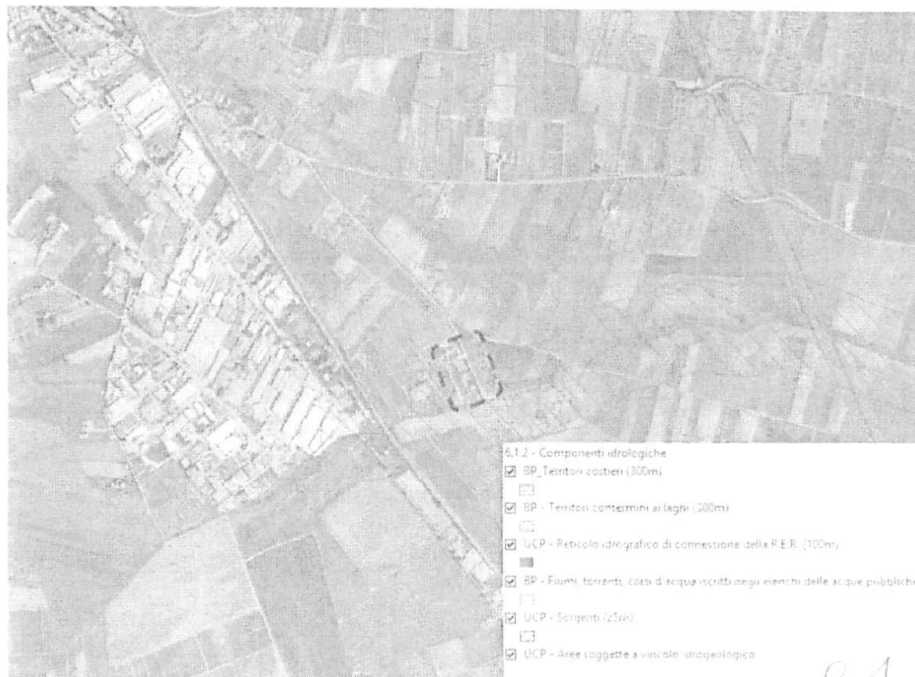 6.1.2 - Componenti idrologiche
BP_Territori costieri (300m)
BP - Territori contermini ai laghi (300m)
UCP - Reticolo idrografico di connessione della R.E.R. (100m)
BP - Fiumi, torrenti, corsi d'acqua iscritti negli elenchi delle acque pubbliche
UCP - Sorgenti (25m)
UCP - Aree soggette a vincolo idrogeologico